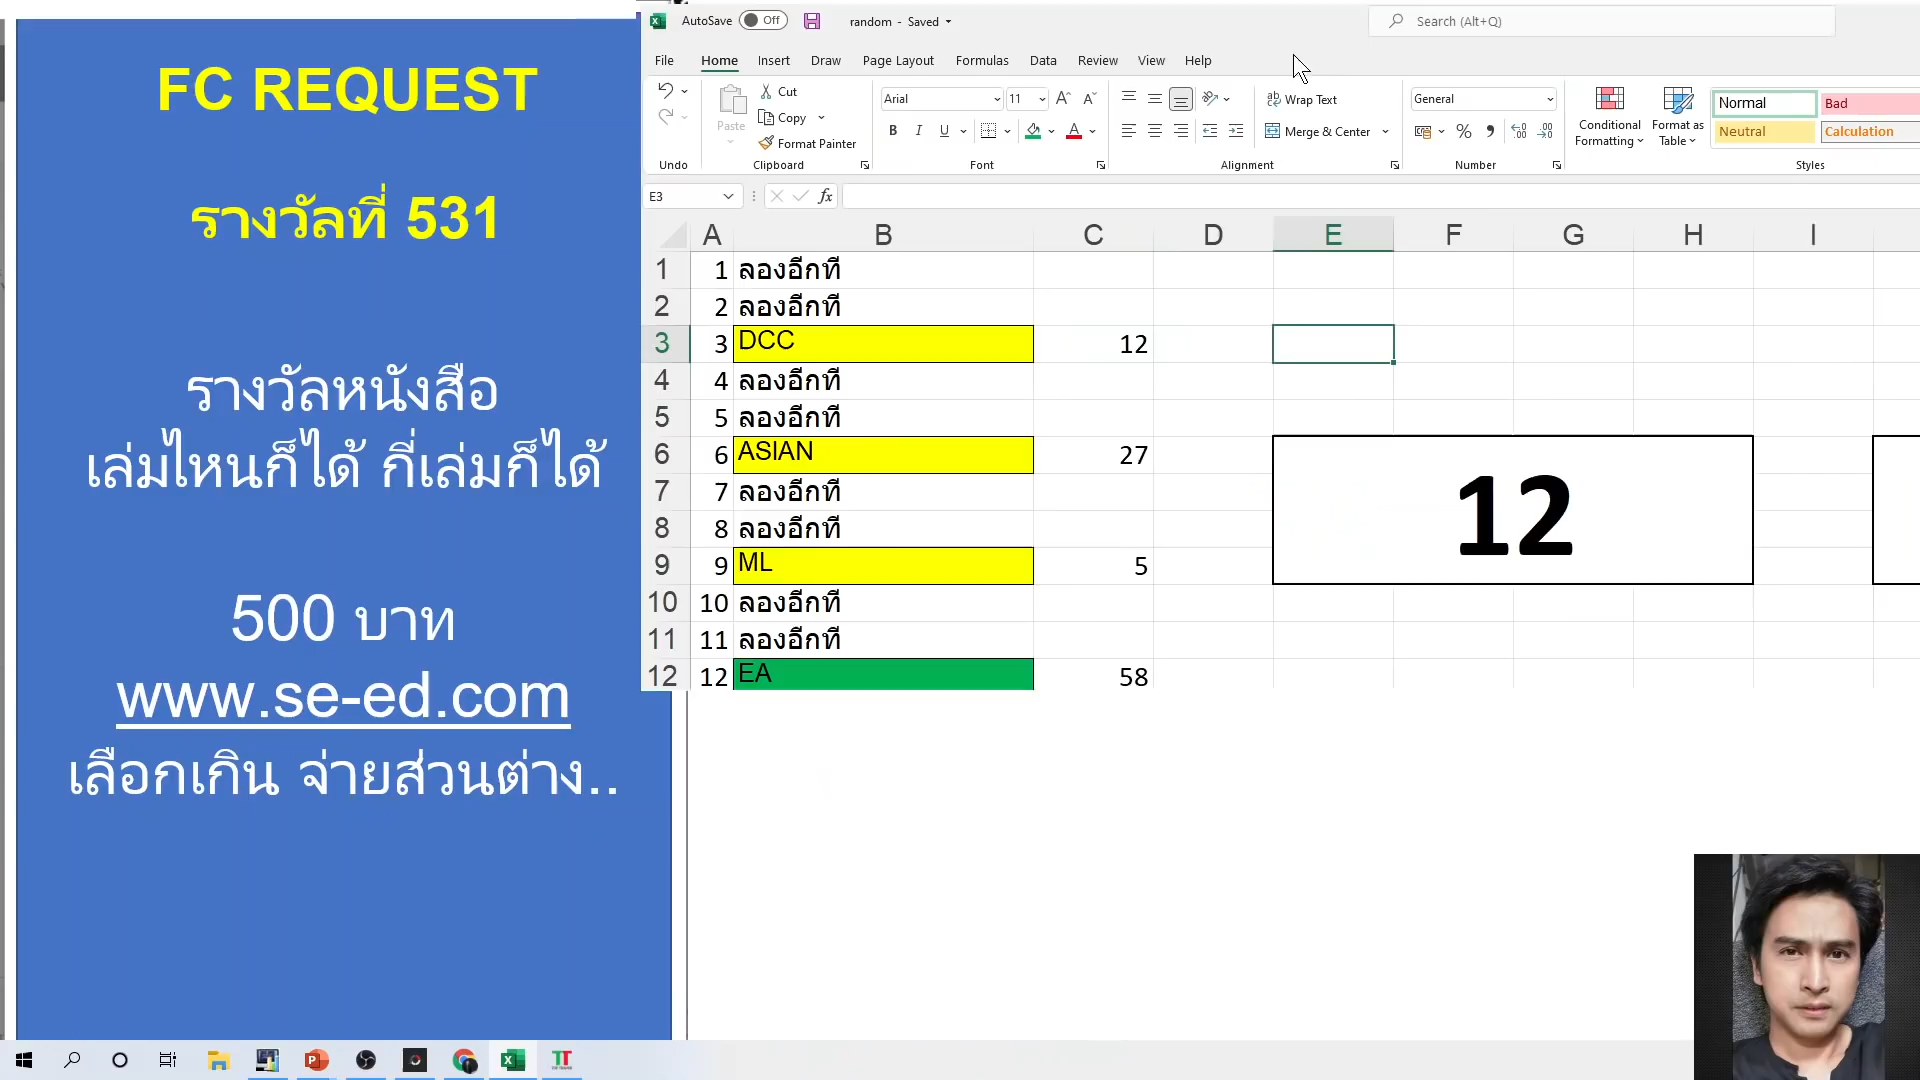 FC REQUEST
รางวัลที่ 531
รางวัลหนังสือ
เล่มไหนก็ได้ กี่เล่มก็ได้
500 บาท
www.se-ed.com
เลือกเกิน จ่ายส่วนต่าง..
AutoSave Off random - Saved Search (Alt+Q)
File Home Insert Draw Page Layout Formulas Data Review View Help
Paste
Cut
Copy
Format Painter
Arial 11
B I U
Wrap Text
Merge & Center
General
Conditional Formatting
Format as Table
Normal Bad
Neutral Calculation
Undo Clipboard Font Alignment Number Styles
E3 fx
A B C D E F G H I
1 1 ลองอีกที
2 2 ลองอีกที
3 3 DCC 12
4 4 ลองอีกที
5 5 ลองอีกที
6 6 ASIAN 27
7 7 ลองอีกที
8 8 ลองอีกที
9 9 ML 5
10 10 ลองอีกที
11 11 ลองอีกที
12 12 EA 58
12